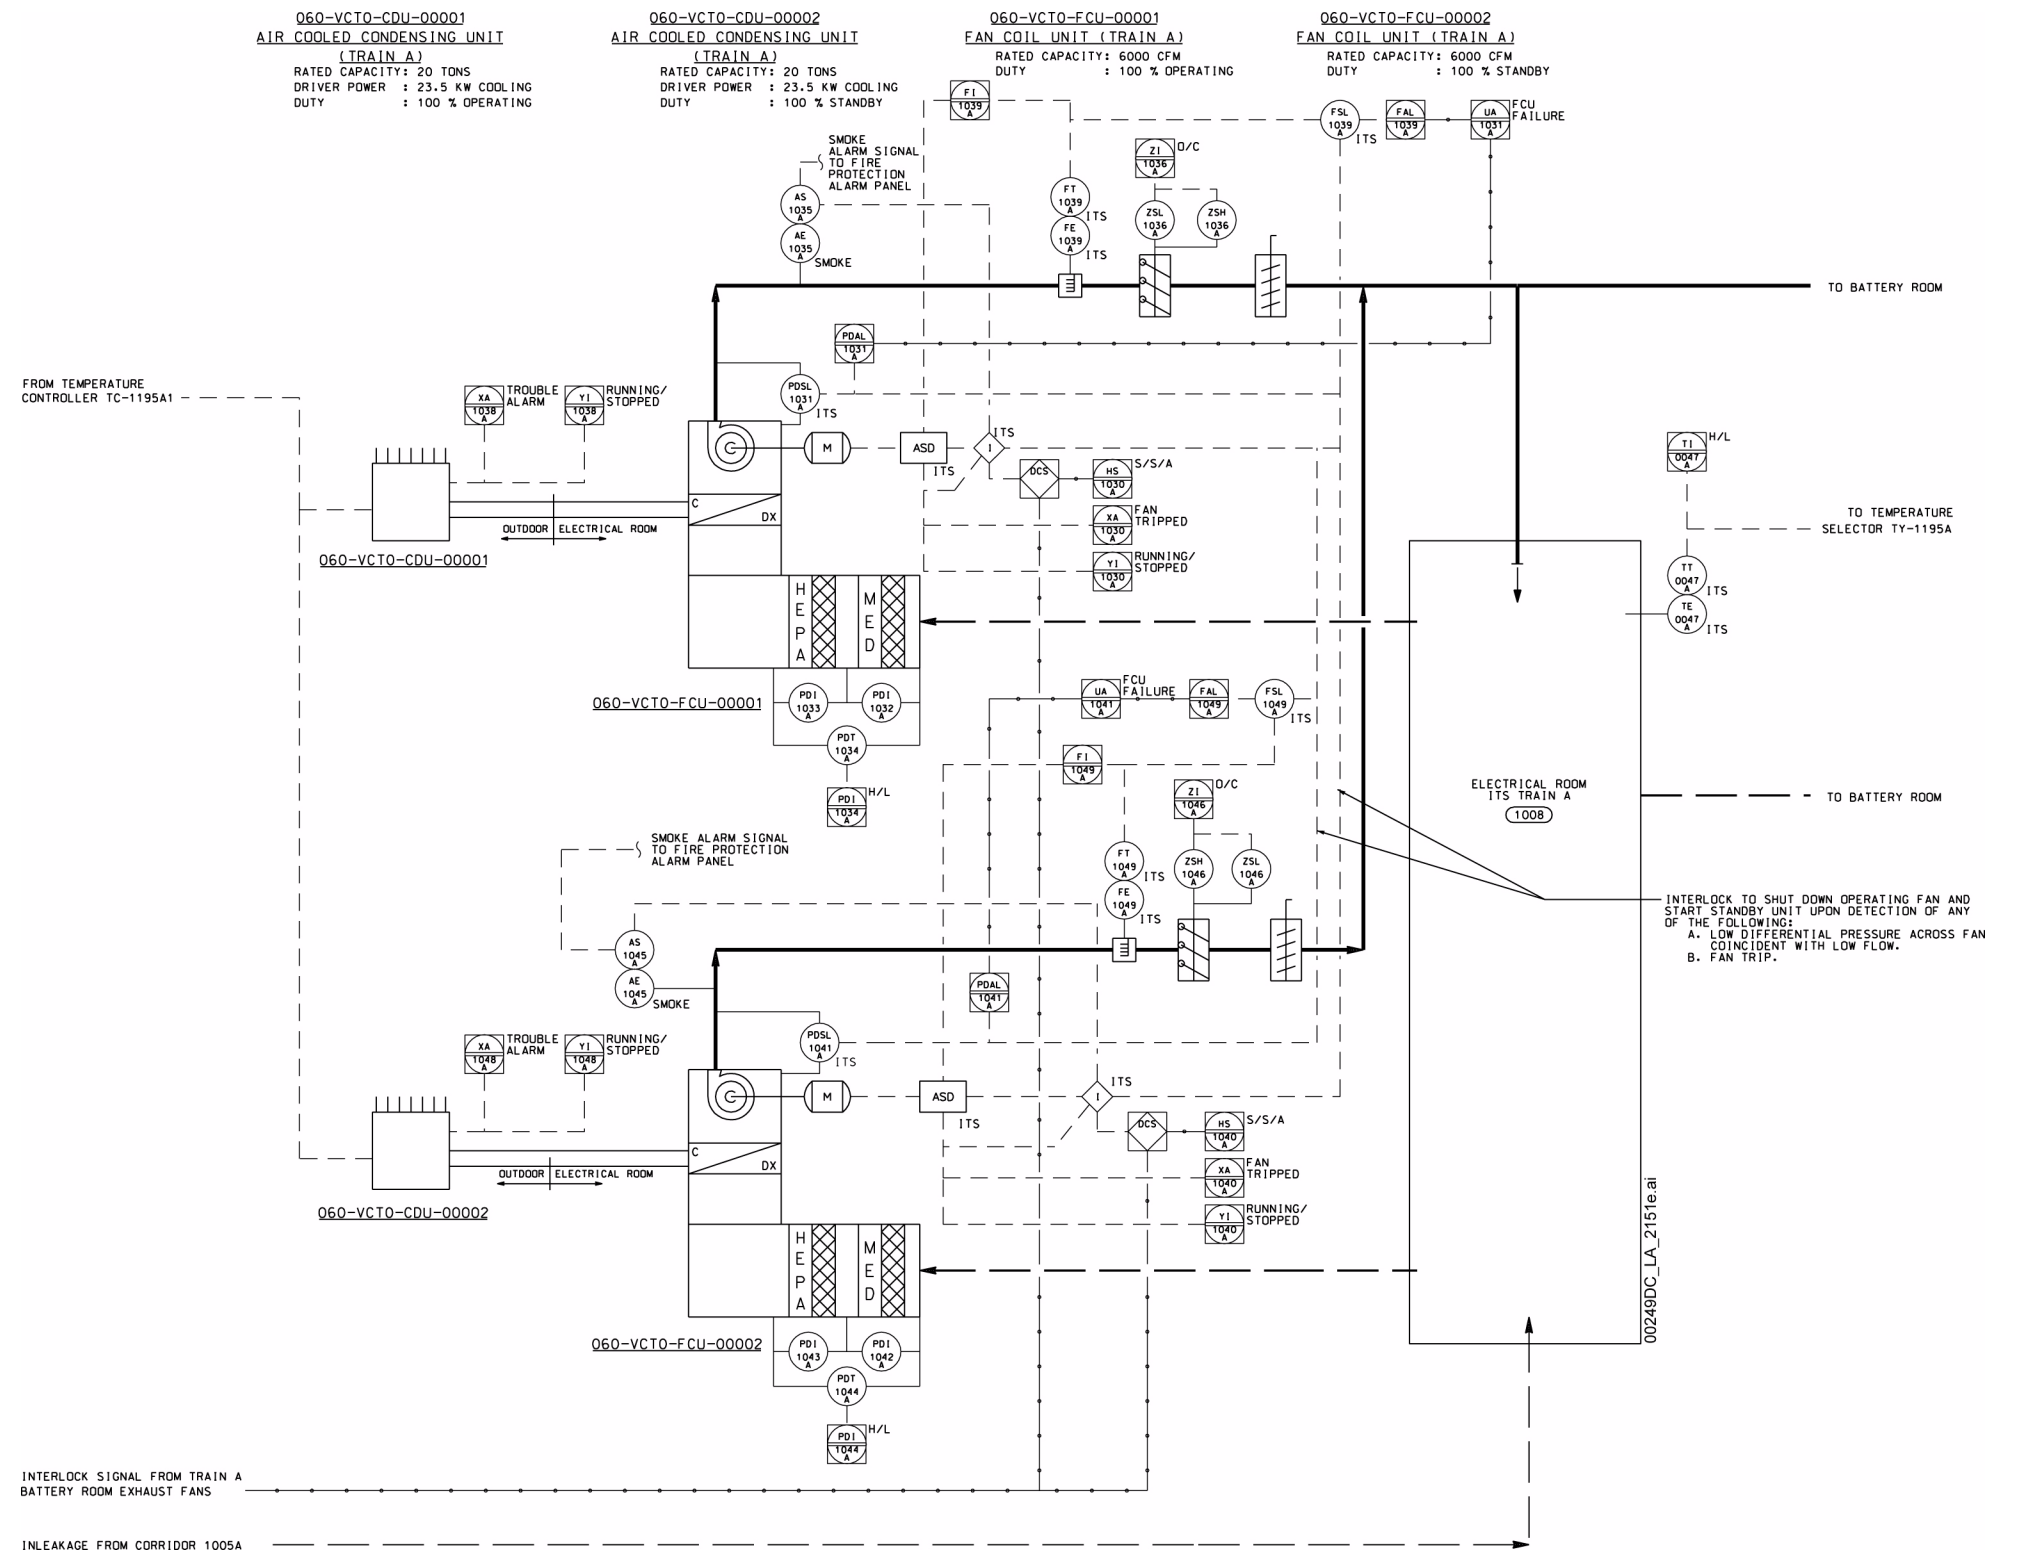 060-VCTO-CDU-00001
AIR COOLED CONDENSING UNIT
(TRAIN A)
RATED CAPACITY: 20 TONS
DRIVER POWER : 23.5 KW COOLING
DUTY : 100 % OPERATING
060-VCTO-CDU-00002
AIR COOLED CONDENSING UNIT
(TRAIN A)
RATED CAPACITY: 20 TONS
DRIVER POWER : 23.5 KW COOLING
DUTY : 100 % STANDBY
060-VCTO-FCU-00001
FAN COIL UNIT (TRAIN A)
RATED CAPACITY: 6000 CFM
DUTY : 100 % OPERATING
060-VCTO-FCU-00002
FAN COIL UNIT (TRAIN A)
RATED CAPACITY: 6000 CFM
DUTY : 100 % STANDBY
FI
1039
A
FSL
1039
A
ITS
FAL
1039
A
UA
1031
A
FCU
FAILURE
SMOKE
ALARM SIGNAL
TO FIRE
PROTECTION
ALARM PANEL
ZI
1036
A
O/C
AS
1035
A
AE
1035
A
SMOKE
FT
1039
A
ITS
FE
1039
A
ITS
ZSL
1036
A
ZSH
1036
A
TO BATTERY ROOM
PDAL
1031
A
FROM TEMPERATURE
CONTROLLER TC-1195A1
XA
1038
A
TROUBLE
ALARM
YI
1038
A
RUNNING/
STOPPED
PDSL
1031
A
ITS
M
ASD
ITS
I
ITS
DCS
HS
1030
A
S/S/A
XA
1030
A
FAN
TRIPPED
YI
1030
A
RUNNING/
STOPPED
TI
0047
A
H/L
TO TEMPERATURE
SELECTOR TY-1195A
TT
0047
A
ITS
TE
0047
A
ITS
C
DX
OUTDOOR
ELECTRICAL ROOM
060-VCTO-CDU-00001
HEPA
MED
060-VCTO-FCU-00001
PDI
1033
A
PDI
1032
A
PDT
1034
A
PDI
1034
A
H/L
UA
1041
A
FCU
FAILURE
FAL
1049
A
FSL
1049
A
ITS
FI
1049
A
ZI
1046
A
O/C
ELECTRICAL ROOM
ITS TRAIN A
1008
TO BATTERY ROOM
SMOKE ALARM SIGNAL
TO FIRE PROTECTION
ALARM PANEL
FT
1049
A
ITS
FE
1049
A
ITS
ZSH
1046
A
ZSL
1046
A
INTERLOCK TO SHUT DOWN OPERATING FAN AND
START STANDBY UNIT UPON DETECTION OF ANY
OF THE FOLLOWING:
A. LOW DIFFERENTIAL PRESSURE ACROSS FAN
COINCIDENT WITH LOW FLOW.
B. FAN TRIP.
AS
1045
A
AE
1045
A
SMOKE
PDAL
1041
A
XA
1048
A
TROUBLE
ALARM
YI
1048
A
RUNNING/
STOPPED
PDSL
1041
A
ITS
M
ASD
ITS
I
ITS
DCS
HS
1040
A
S/S/A
XA
1040
A
FAN
TRIPPED
YI
1040
A
RUNNING/
STOPPED
C
DX
OUTDOOR
ELECTRICAL ROOM
060-VCTO-CDU-00002
HEPA
MED
060-VCTO-FCU-00002
PDI
1043
A
PDI
1042
A
PDT
1044
A
PDI
1044
A
H/L
00249DC_LA_2151e.ai
INTERLOCK SIGNAL FROM TRAIN A
BATTERY ROOM EXHAUST FANS
INLEAKAGE FROM CORRIDOR 1005A